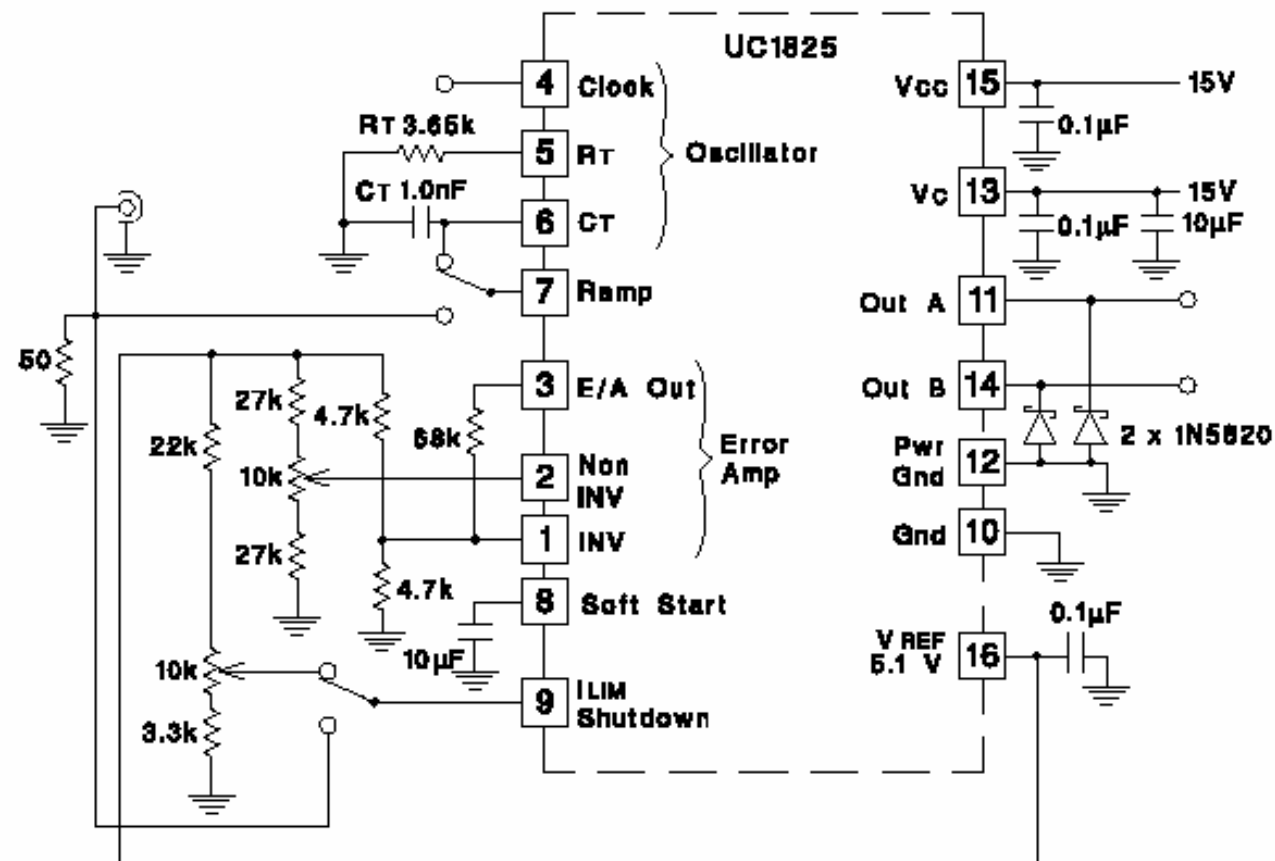 UC1825
4 Clock
RT 3.65k
5 RT
Oscillator
CT 1.0nF
6 CT
7 Ramp
50
3 E/A Out
27k
4.7k
68k
22k
Error
Amp
10k
2 Non
INV
1 INV
27k
4.7k
8 Soft Start
10µF
10k
9 ILIM
Shutdown
3.3k
Vcc 15
15V
0.1µF
Vc 13
15V
0.1µF
10µF
Out A 11
Out B 14
2 x 1N5820
Pwr
Gnd 12
Gnd 10
0.1µF
V REF
5.1 V 16